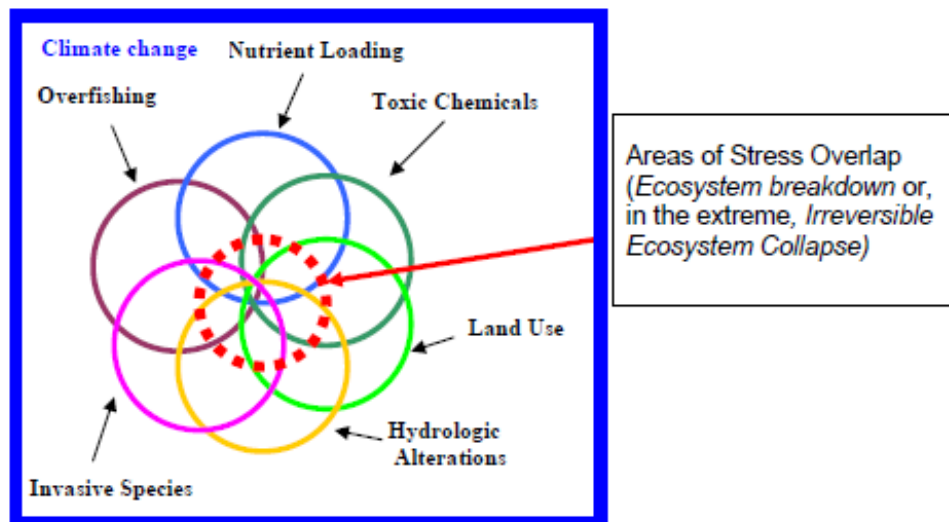 Climate change
Nutrient Loading
Overfishing
Toxic Chemicals
Areas of Stress Overlap
(Ecosystem breakdown or,
in the extreme, Irreversible
Ecosystem Collapse)
Land Use
Hydrologic
Alterations
Invasive Species